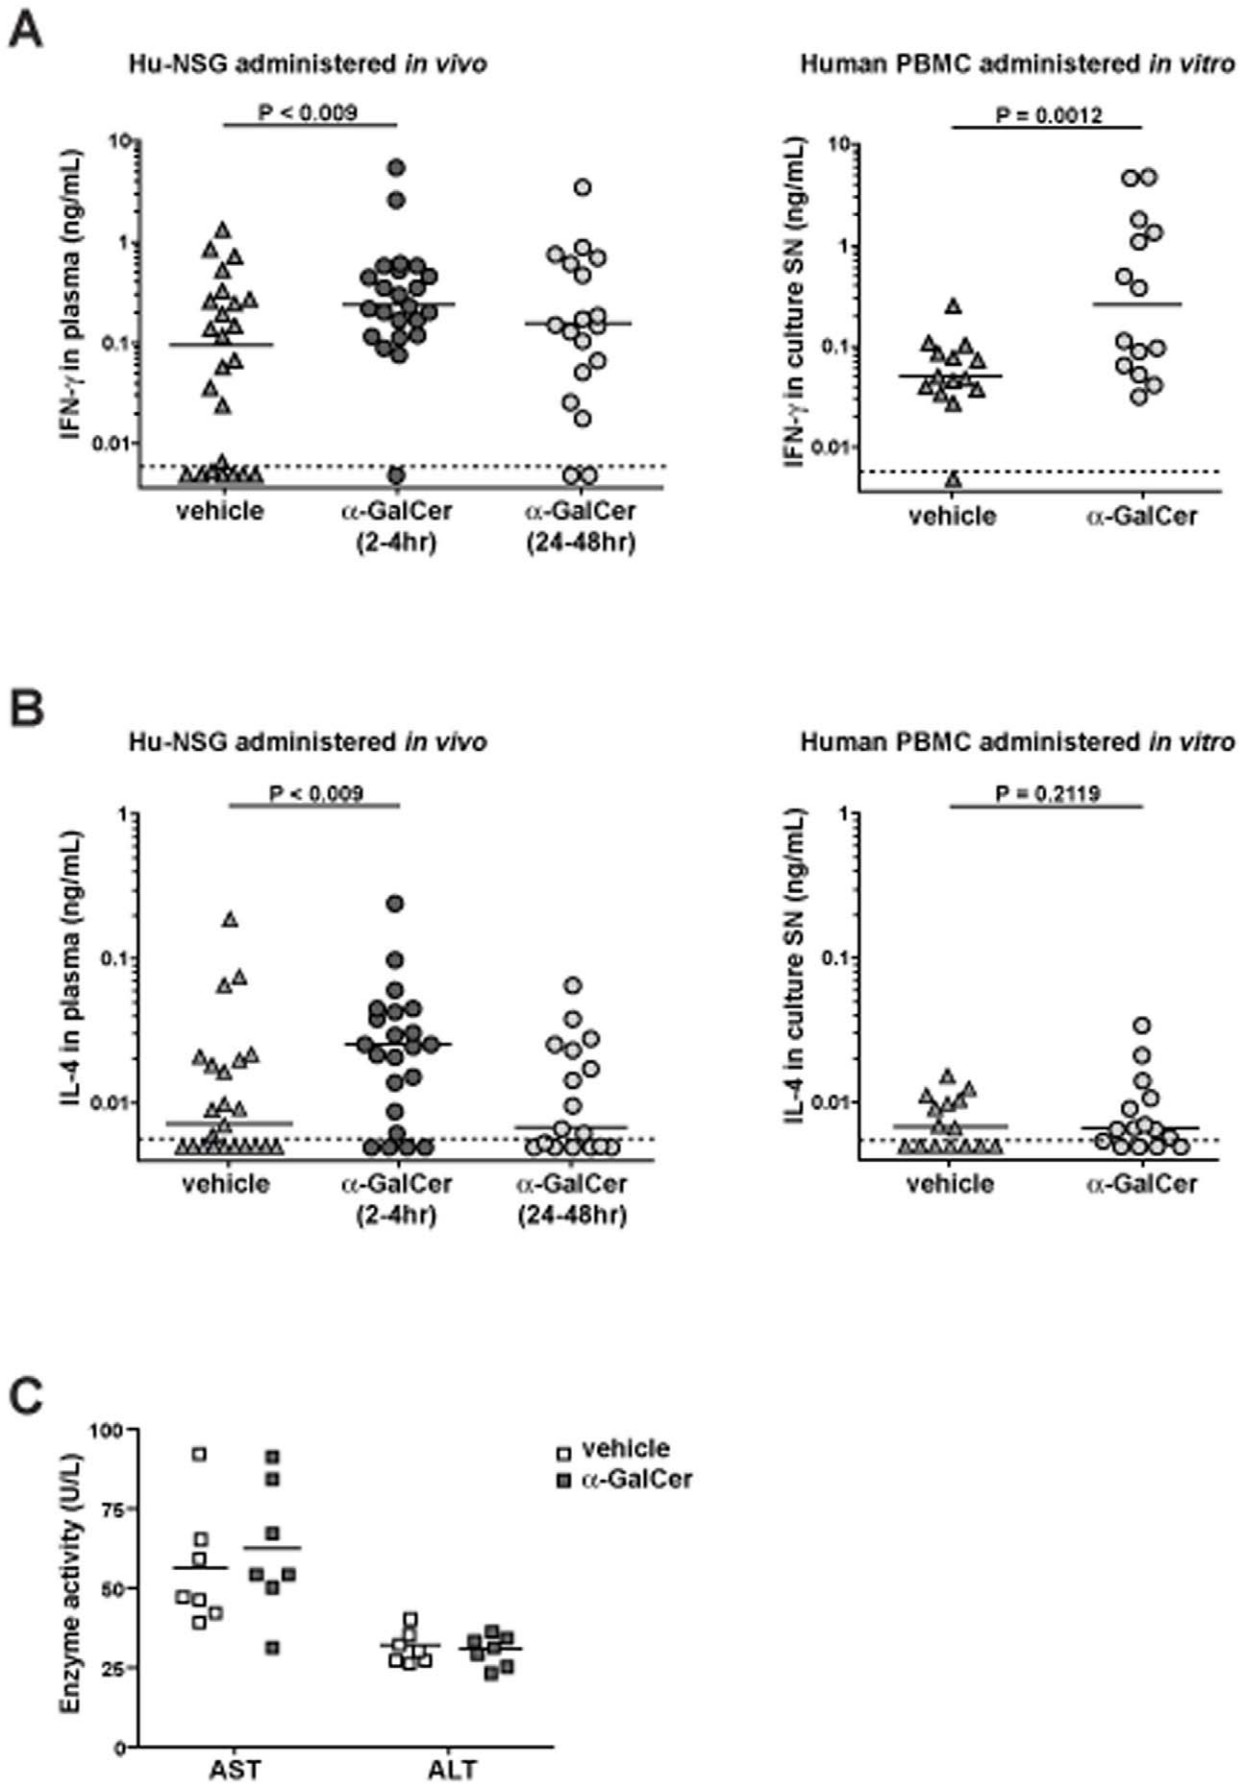 A
Hu-NSG administered in vivo
P < 0.009
IFN-γ in plasma (ng/mL)
10
1
0.1
0.01
vehicle
α-GalCer
(2-4hr)
α-GalCer
(24-48hr)
Human PBMC administered in vitro
P = 0.0012
IFN-γ in culture SN (ng/mL)
10
1
0.1
0.01
vehicle
α-GalCer
B
Hu-NSG administered in vivo
P < 0.009
IL-4 in plasma (ng/mL)
1
0.1
0.01
vehicle
α-GalCer
(2-4hr)
α-GalCer
(24-48hr)
Human PBMC administered in vitro
P = 0.2119
IL-4 in culture SN (ng/mL)
1
0.1
0.01
vehicle
α-GalCer
C
Enzyme activity (U/L)
100
75
50
25
0
AST
ALT
vehicle
α-GalCer